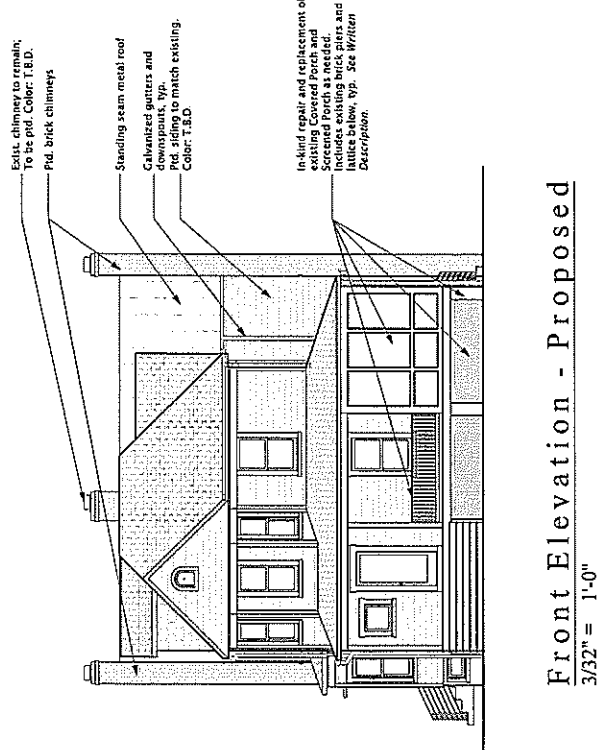 Exist. chimney to remain;
To be ptd. Color: T.B.D.
Ptd. brick chimneys
Standing seam metal roof
Galvanized gutters and
downspouts, typ.
Ptd. siding to match existing.
Color: T.B.D.
In-kind repair and replacement of
existing Covered Porch and
Screened Porch as needed.
Includes existing brick piers and
lattice below, typ. See Written
Description.
Front Elevation - Proposed
3/32" = 1'-0"